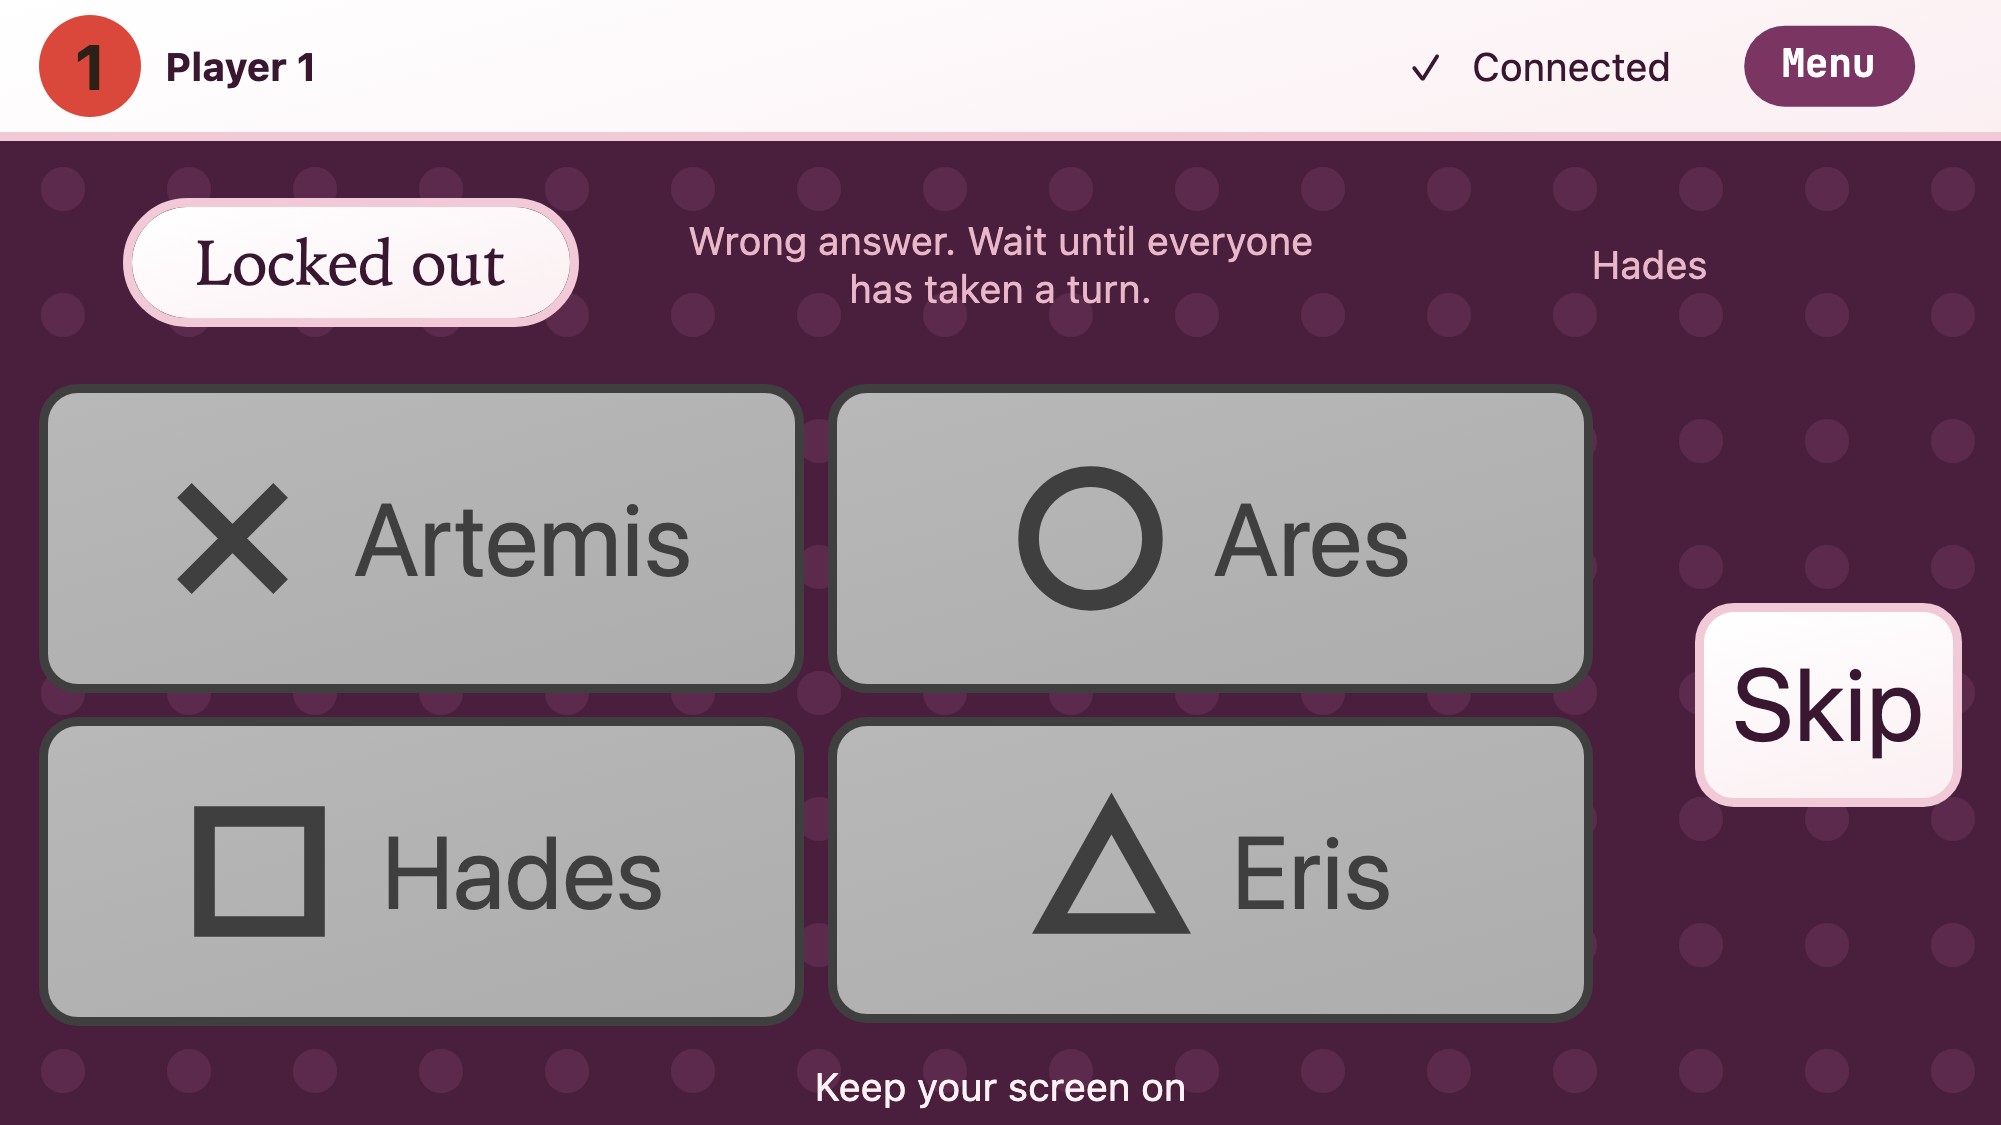 1
Player 1
✓ Connected
Menu
Locked out
Wrong answer. Wait until everyone
has taken a turn.
Hades
Artemis
Ares
Hades
Eris
Skip
Keep your screen on